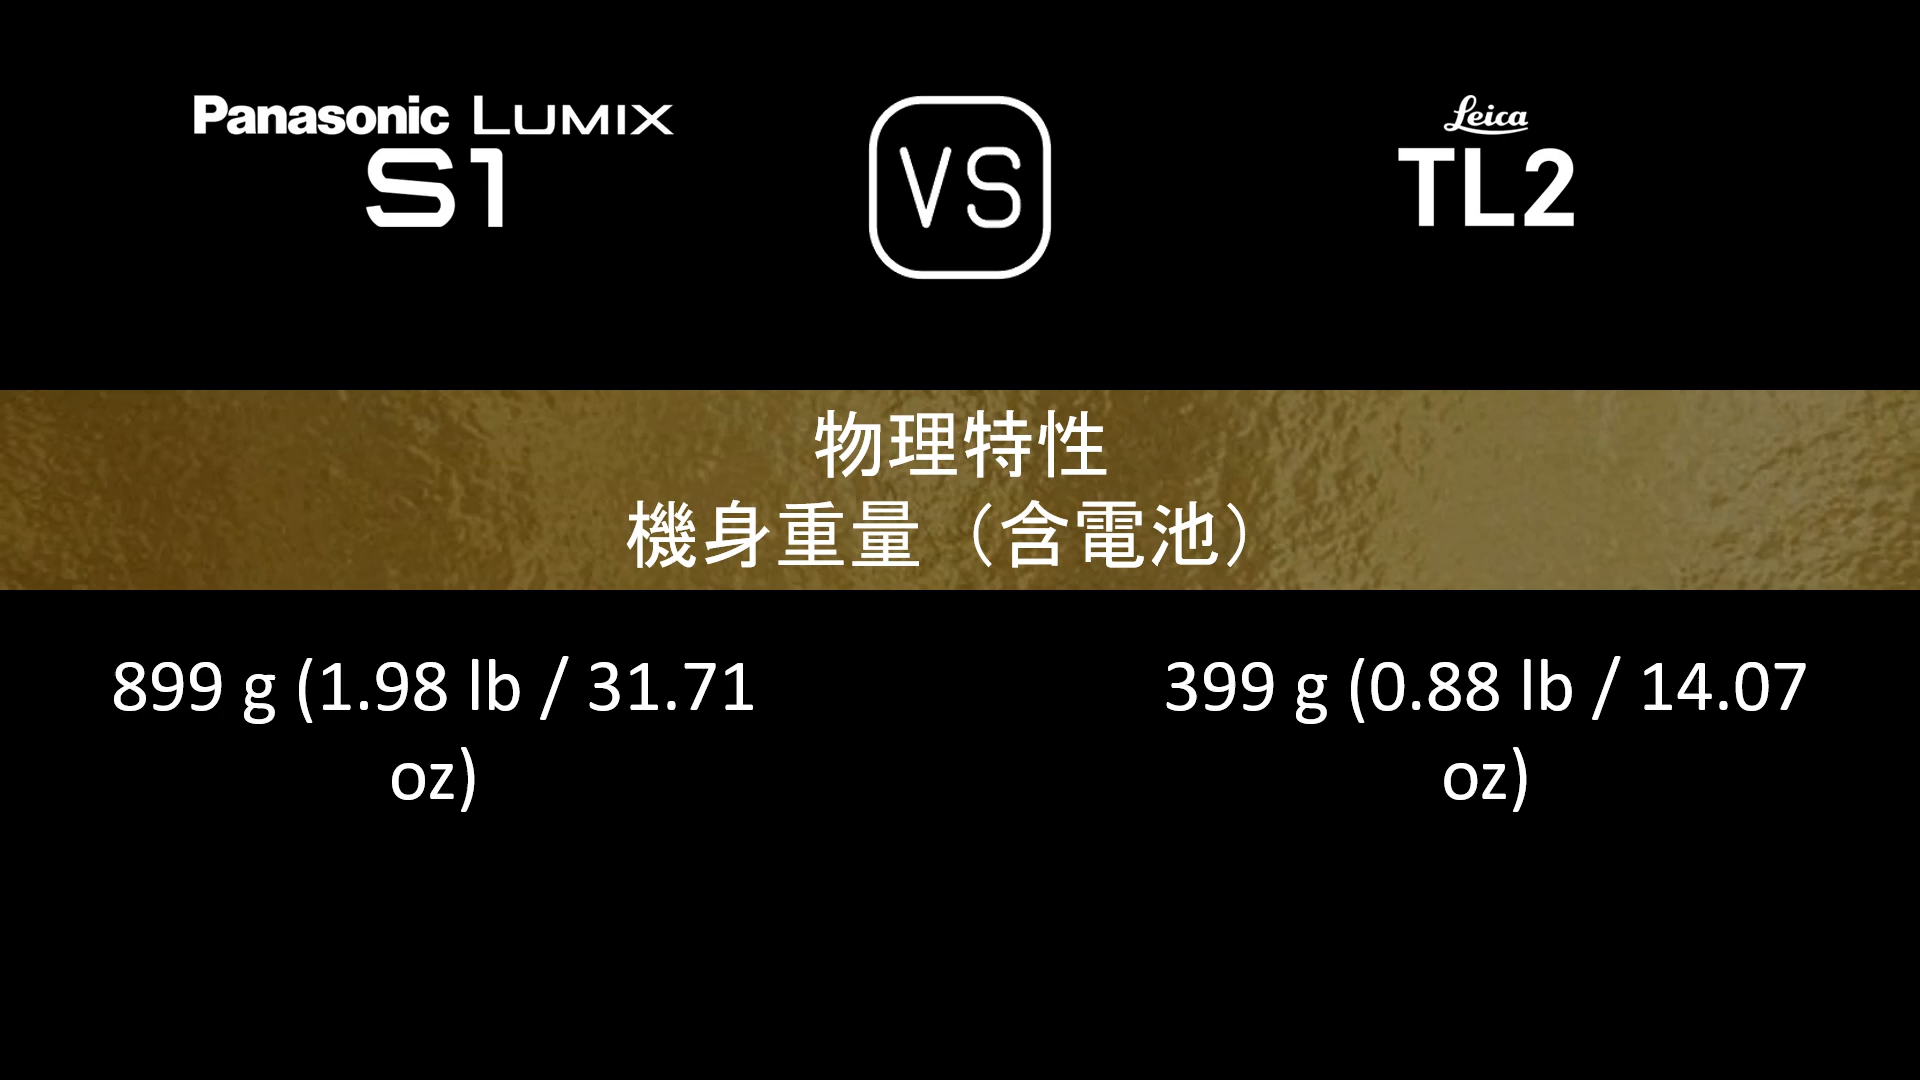 Panasonic LUMIX
S1
VS
Leica
TL2
物理特性
機身重量（含電池）
899 g (1.98 lb / 31.71
oz)
399 g (0.88 lb / 14.07
oz)